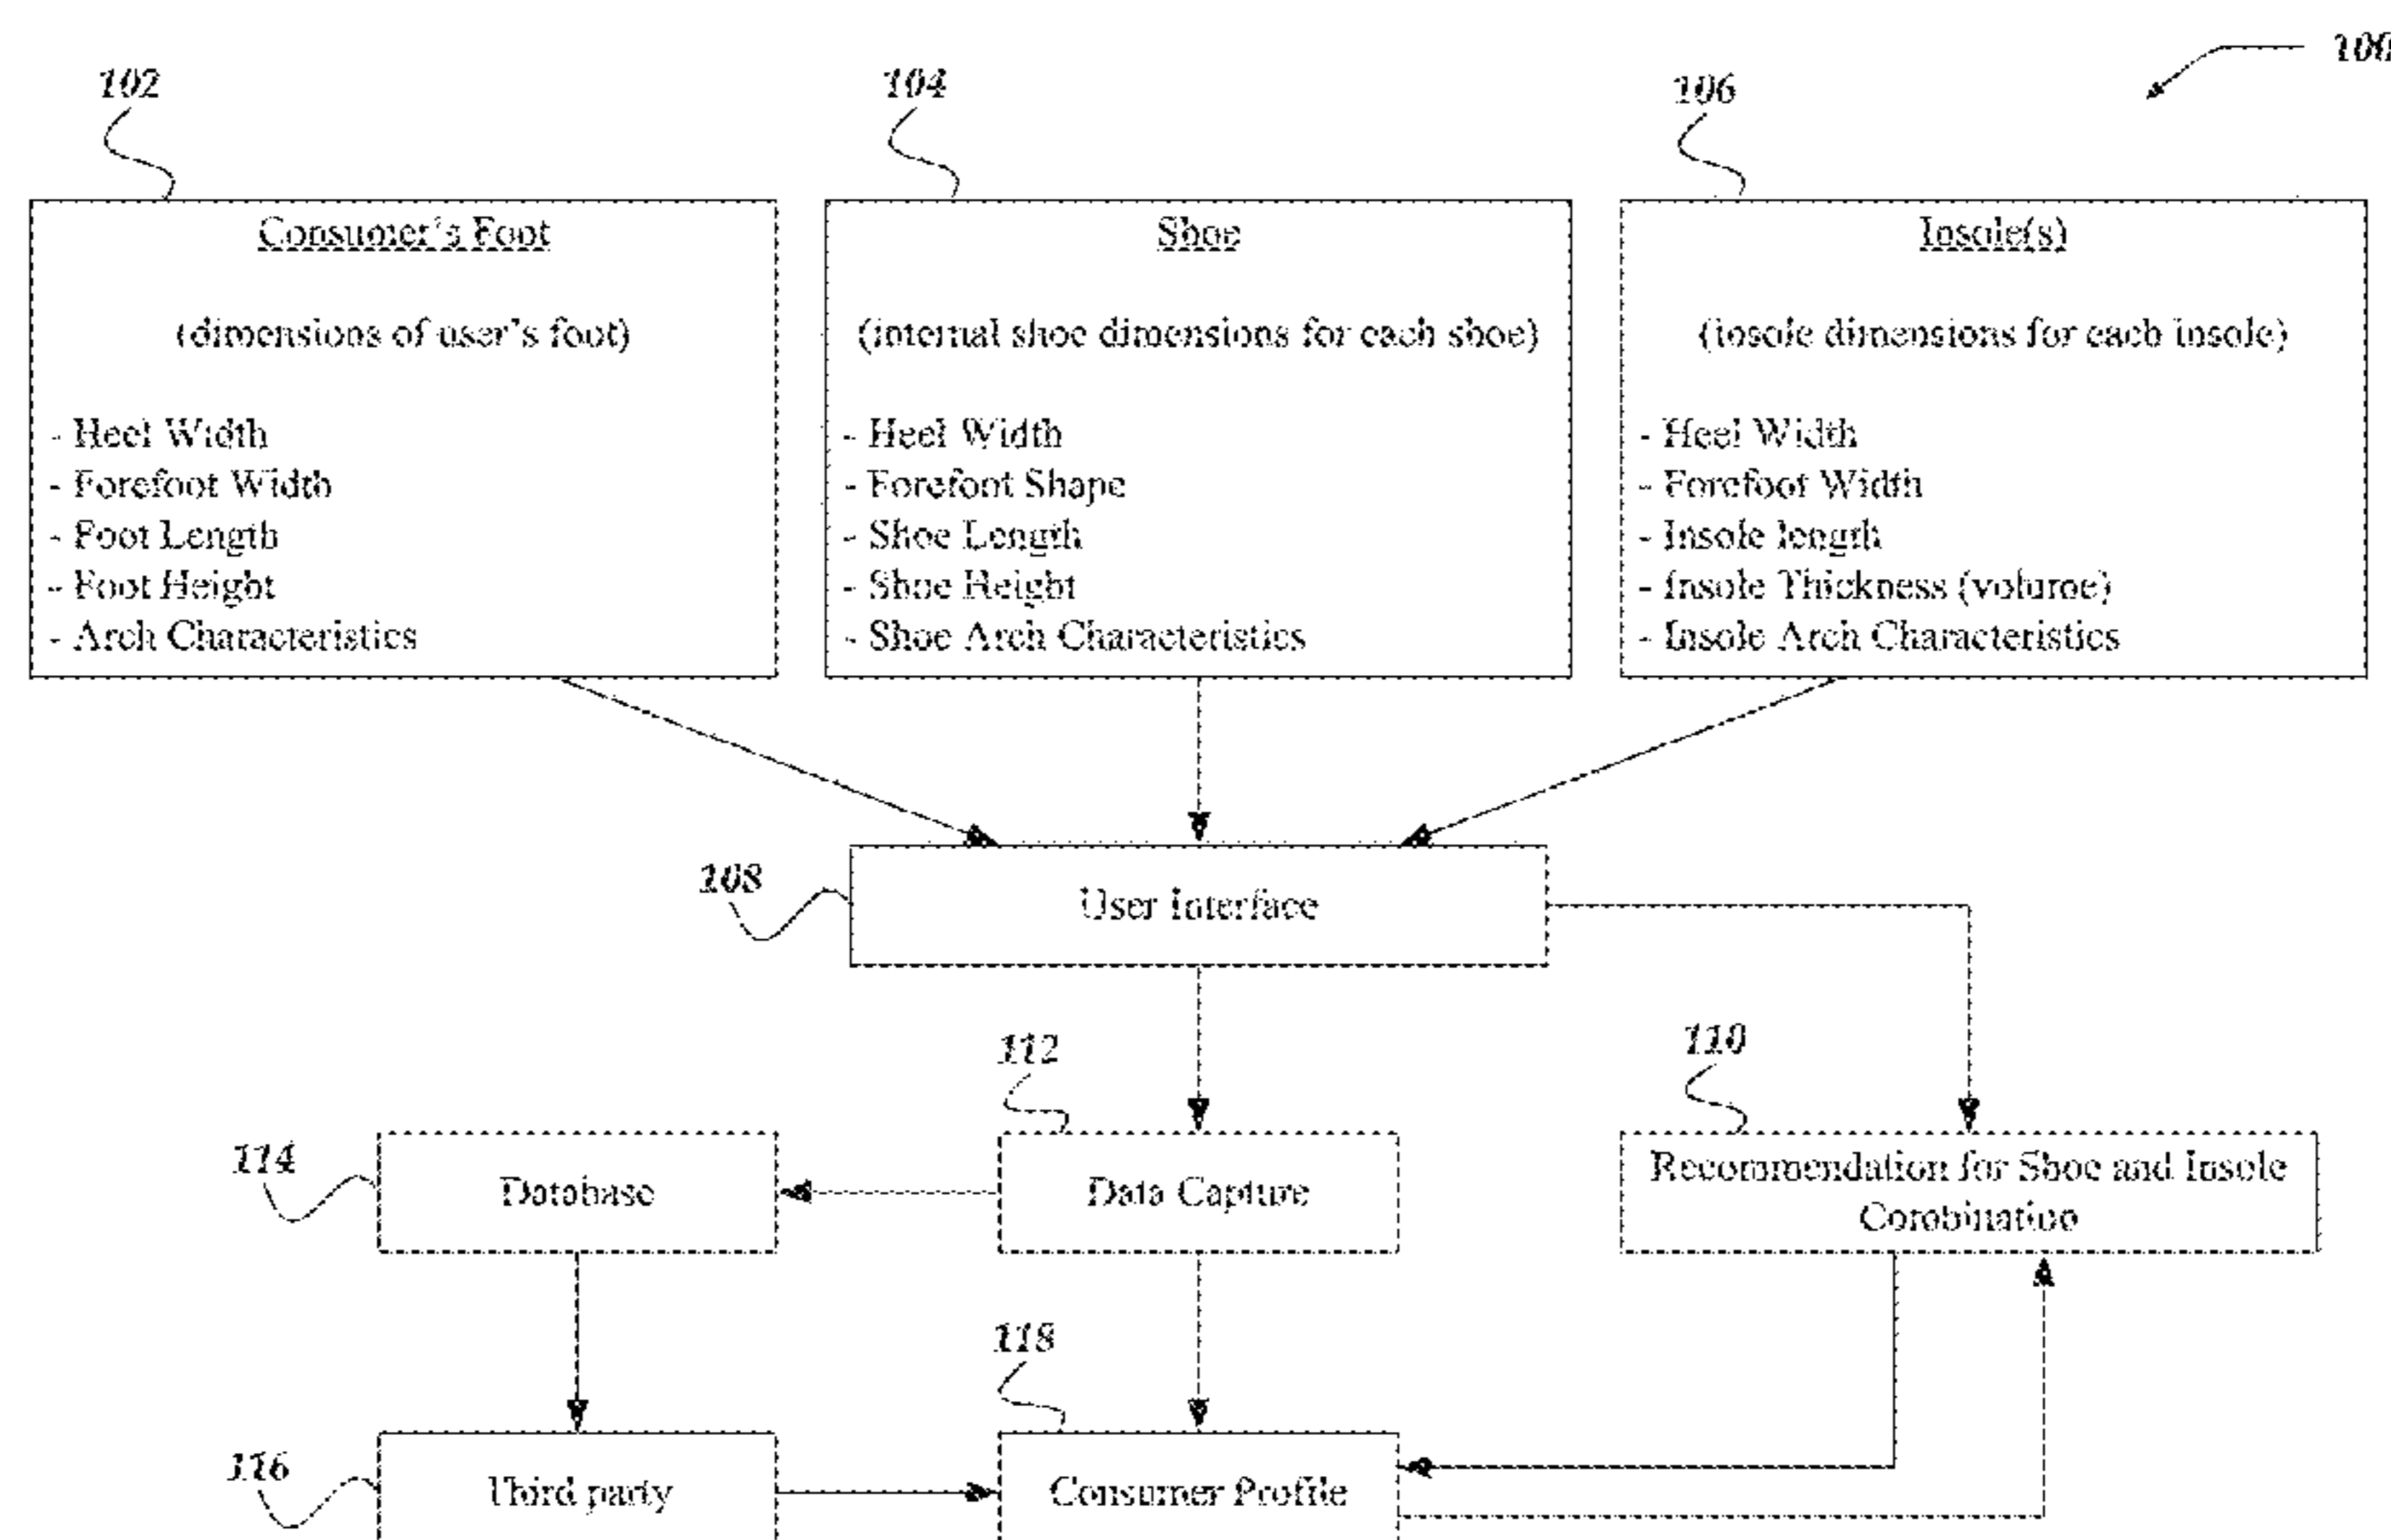 100
102
104
106
Consumer's Foot
(dimensions of user's foot)
- Heel Width
- Forefoot Width
- Foot Length
- Foot Height
- Arch Characteristics
Shoe
(internal shoe dimensions for each shoe)
- Heel Width
- Forefoot Shape
- Shoe Length
- Shoe Height
- Shoe Arch Characteristics
Insole(s)
(insole dimensions for each insole)
- Heel Width
- Forefoot Width
- Insole length
- Insole Thickness (volume)
- Insole Arch Characteristics
108
User Interface
112
110
114
Database
Data Capture
Recommendation for Shoe and Insole
Combination
118
116
Third party
Consumer Profile